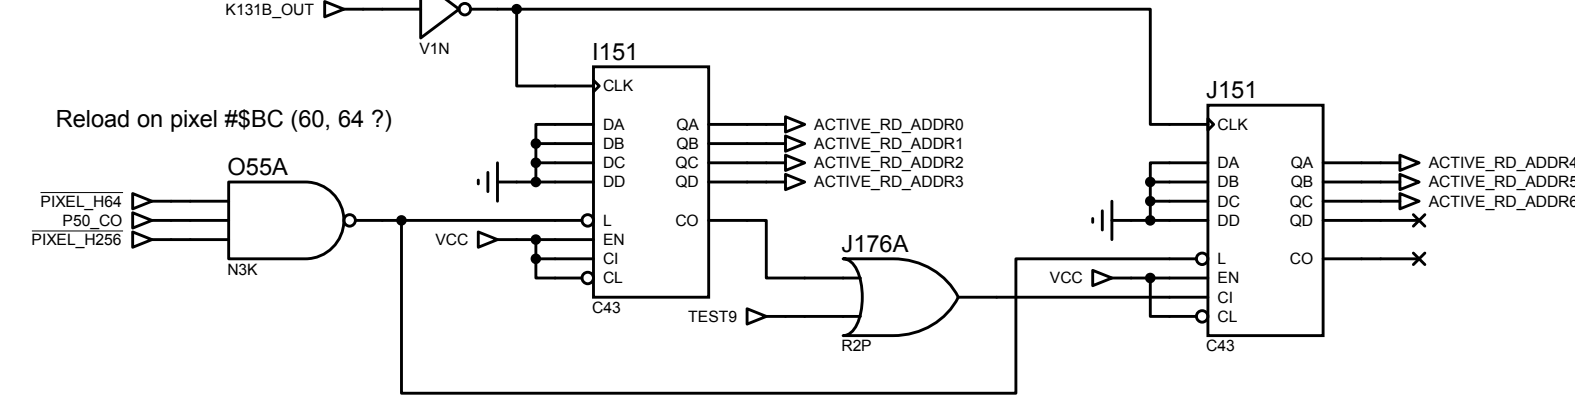 K131B_OUT
V1N
I151
CLK
DA
DB
DC
DD
L
EN
CI
CL
QA
QB
QC
QD
CO
C43
ACTIVE_RD_ADDR0
ACTIVE_RD_ADDR1
ACTIVE_RD_ADDR2
ACTIVE_RD_ADDR3
Reload on pixel #$BC (60, 64 ?)
O55A
PIXEL_H64
P50_CO
PIXEL_H256
N3K
VCC
J176A
TEST9
R2P
J151
CLK
DA
DB
DC
DD
L
EN
CI
CL
QA
QB
QC
QD
CO
C43
VCC
ACTIVE_RD_ADDR4
ACTIVE_RD_ADDR5
ACTIVE_RD_ADDR6